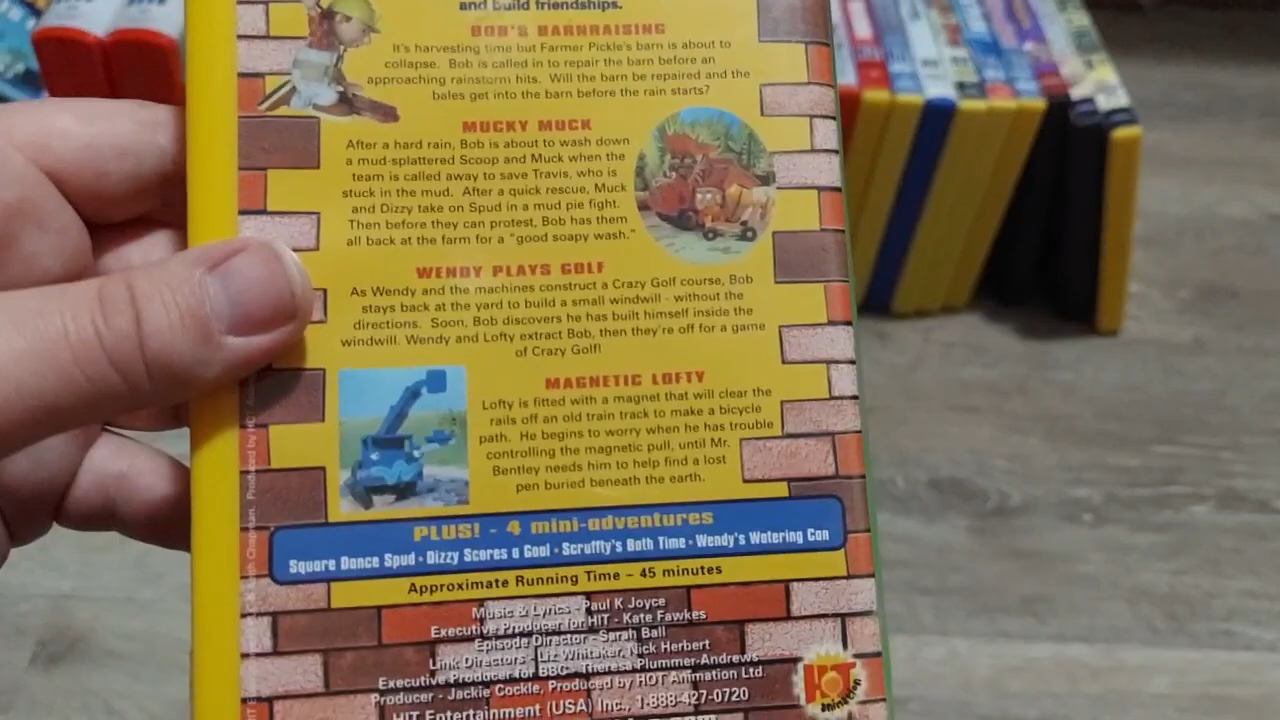 and build friendships.
BOB'S BARNRAISING
It's harvesting time but Farmer Pickle's barn is about to
collapse. Bob is called in to repair the barn before an
approaching rainstorm hits. Will the barn be repaired and the
bales get into the barn before the rain starts?
MUCKY MUCK
After a hard rain, Bob is about to wash down
a mud-splattered Scoop and Muck when the
team is called away to save Travis, who is
stuck in the mud. After a quick rescue, Muck
and Dizzy take on Spud in a mud pie fight.
Then before they can protest, Bob has them
all back at the farm for a "good soapy wash."
WENDY PLAYS GOLF
As Wendy and the machines construct a Crazy Golf course, Bob
stays back at the yard to build a small windwill - without the
directions. Soon, Bob discovers he has built himself inside the
windwill. Wendy and Lofty extract Bob, then they're off for a game
of Crazy Golf!
MAGNETIC LOFTY
Lofty is fitted with a magnet that will clear the
rails off an old train track to make a bicycle
path. He begins to worry when he has trouble
controlling the magnetic pull, until Mr.
Bentley needs him to help find a lost
pen buried beneath the earth.
PLUS! - 4 mini-adventures
Square Dance Spud • Dizzy Scores a Goal • Scruffty's Bath Time • Wendy's Watering Can
Approximate Running Time – 45 minutes
Music & Lyrics - Paul K Joyce
Executive Producer for HIT - Kate Fawkes
Episode Director - Sarah Ball
Link Directors - Liz Whitaker, Nick Herbert
Executive Producer for BBC - Theresa Plummer-Andrews
Producer - Jackie Cockle, Produced by HOT Animation Ltd.
HIT Entertainment (USA) Inc., 1-888-427-0720
HOT
animation
Chapman. Produced by HOT